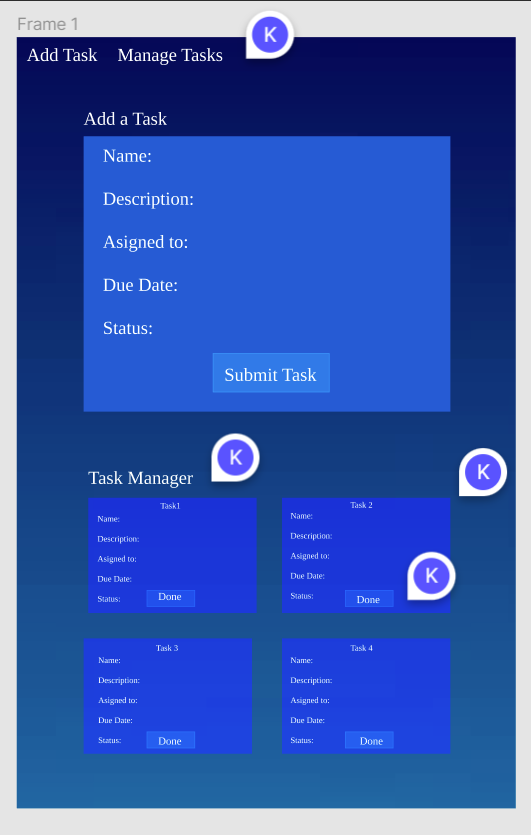 Frame 1
K
Add Task Manage Tasks
Add a Task
Name:
Description:
Asigned to:
Due Date:
Status:
Submit Task
K
Task Manager
K
Task1
Name:
Description:
Asigned to:
Due Date:
Status: Done
Task 2
Name:
Description:
Asigned to:
Due Date:
K
Status: Done
Task 3
Name:
Description:
Asigned to:
Due Date:
Status: Done
Task 4
Name:
Description:
Asigned to:
Due Date:
Status: Done